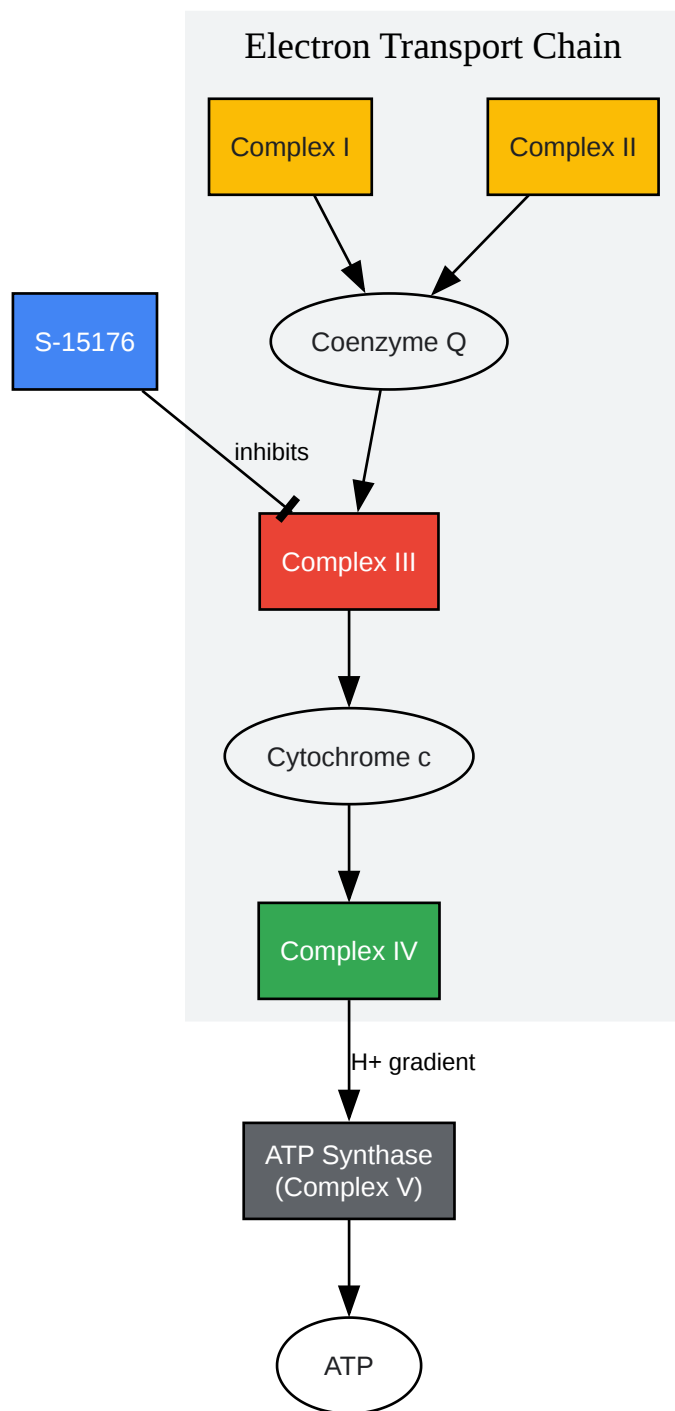 Electron Transport Chain
Complex I
Complex II
S-15176
Coenzyme Q
inhibits
Complex III
Cytochrome c
Complex IV
H+ gradient
ATP Synthase
(Complex V)
ATP